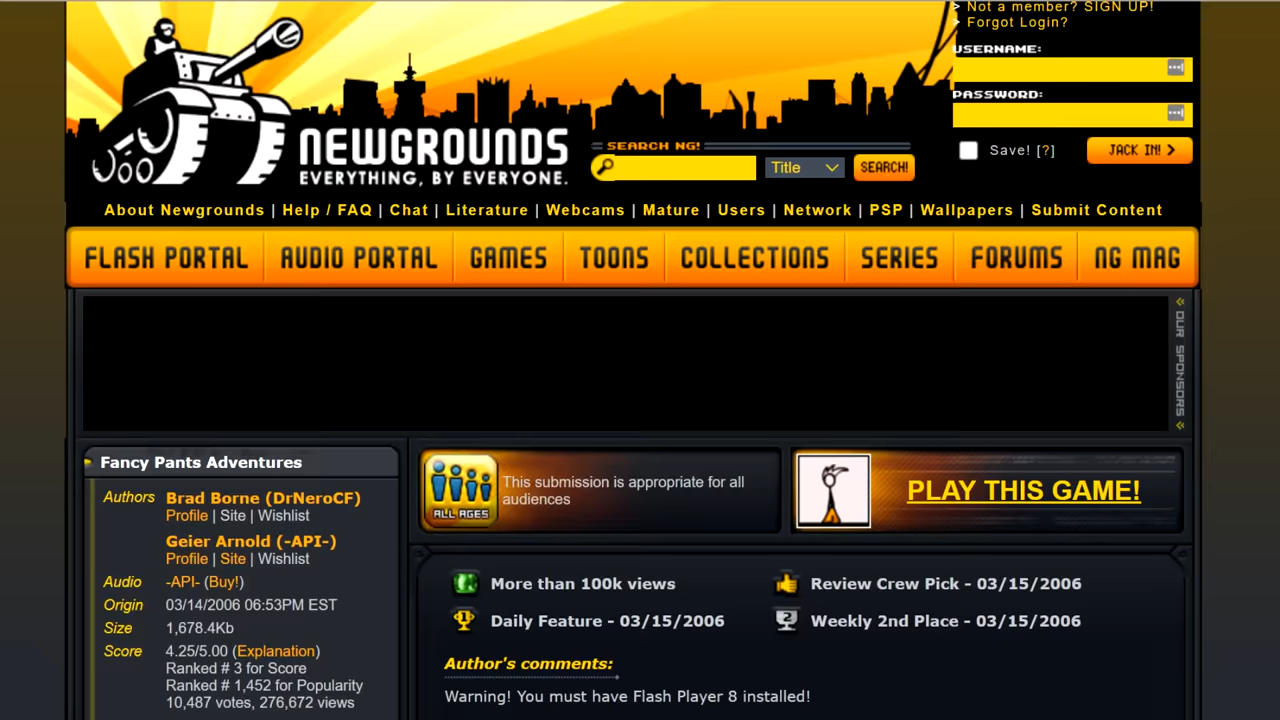 > Not a member? SIGN UP!
> Forgot Login?
USERNAME:
PASSWORD:
Save! [?]
JACK IN!
NEWGROUNDS
EVERYTHING, BY EVERYONE.
SEARCH NG!
Title
SEARCH!
About Newgrounds | Help / FAQ | Chat | Literature | Webcams | Mature | Users | Network | PSP | Wallpapers | Submit Content
FLASH PORTAL
AUDIO PORTAL
GAMES
TOONS
COLLECTIONS
SERIES
FORUMS
NG MAG
OUR SPONSORS
Fancy Pants Adventures
Authors Brad Borne (DrNeroCF)
Profile | Site | Wishlist
Geier Arnold (-API-)
Profile | Site | Wishlist
Audio -API- (Buy!)
Origin 03/14/2006 06:53PM EST
Size 1,678.4Kb
Score 4.25/5.00 (Explanation)
Ranked # 3 for Score
Ranked # 1,452 for Popularity
10,487 votes, 276,672 views
ALL AGES
This submission is appropriate for all
audiences
PLAY THIS GAME!
More than 100k views
Review Crew Pick - 03/15/2006
1
Daily Feature - 03/15/2006
2
Weekly 2nd Place - 03/15/2006
Author's comments:
Warning! You must have Flash Player 8 installed!